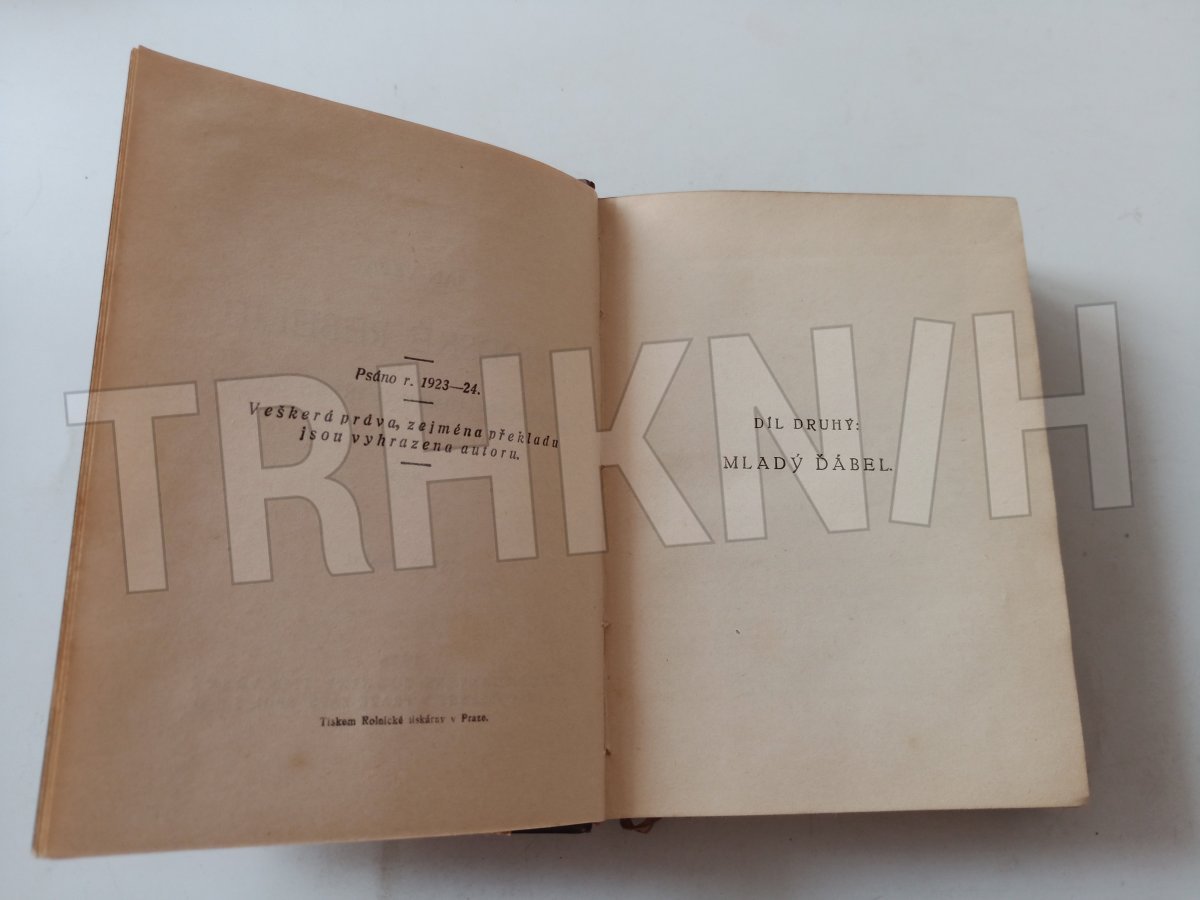 Psáno r. 1923—24.
Veškerá práva, zejména překladu
jsou vyhrazena autoru.
Tiskem Rolnické tiskárny v Praze.
DÍL DRUHÝ:
MLADÝ ĎÁBEL.
TRHKNIH